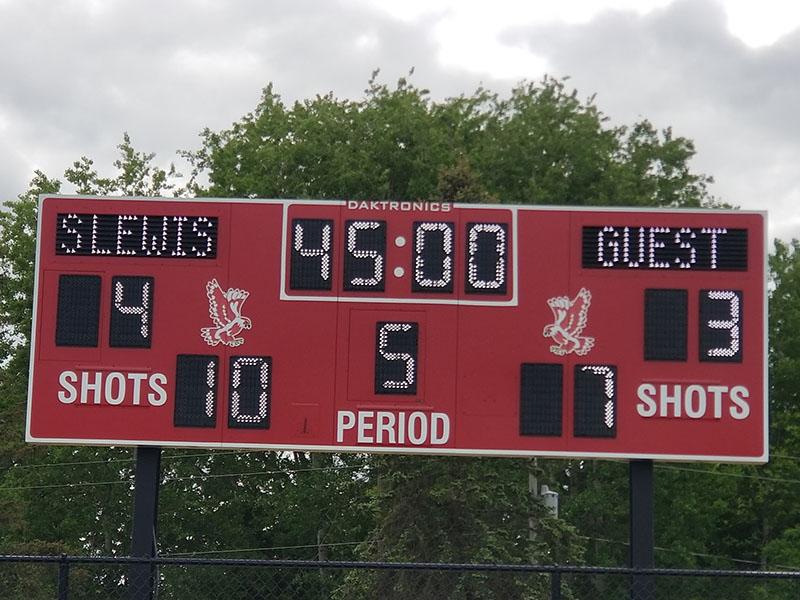 DAKTRONICS
SLEWIS 45:00 GUEST
4 5 3
SHOTS 10 7 SHOTS
PERIOD